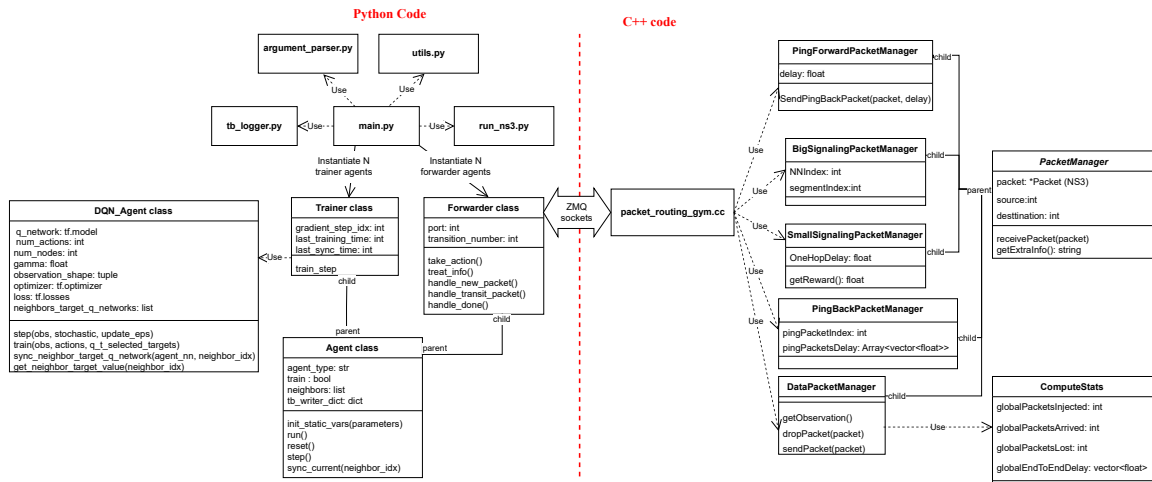 Python Code
C++ code
argument_parser.py
utils.py
Use
Use
tb_logger.py
Use
main.py
Use
run_ns3.py
Instantiate N
trainer agents
Instantiate N
forwarder agents
DQN_Agent class
q_network: tf.model
num_actions: int
num_nodes: int
gamma: float
observation_shape: tuple
optimizer: tf.optimizer
loss: tf.losses
neighbors_target_q_networks: list
step(obs, stochastic, update_eps)
train(obs, actions, q_t_selected_targets)
sync_neighbor_target_q_network(agent_nn, neighbor_idx)
get_neighbor_target_value(neighbor_idx)
Use
Trainer class
gradient_step_idx: int
last_training_time: int
last_sync_time: int
train_step
child
parent
Forwarder class
port: int
transition_number: int
take_action()
treat_info()
handle_new_packet()
handle_transit_packet()
handle_done()
child
parent
Agent class
agent_type: str
train : bool
neighbors: list
tb_writer_dict: dict
init_static_vars(parameters)
run()
reset()
step()
sync_current(neighbor_idx)
ZMQ
sockets
packet_routing_gym.cc
Use
Use
Use
Use
Use
PingForwardPacketManager
delay: float
SendPingBackPacket(packet, delay)
child
BigSignalingPacketManager
NNIndex: int
segmentIndex:int
child
SmallSignalingPacketManager
OneHopDelay: float
getReward(): float
child
PingBackPacketManager
pingPacketIndex: int
pingPacketsDelay: Array<vector<float>>
child
DataPacketManager
getObservation()
dropPacket(packet)
sendPacket(packet)
child
parent
PacketManager
packet: *Packet (NS3)
source:int
desttination: int
receivePacket(packet)
getExtraInfo(): string
Use
ComputeStats
globalPacketsInjected: int
globalPacketsArrived: int
globalPacketsLost: int
globalEndToEndDelay: vector<float>